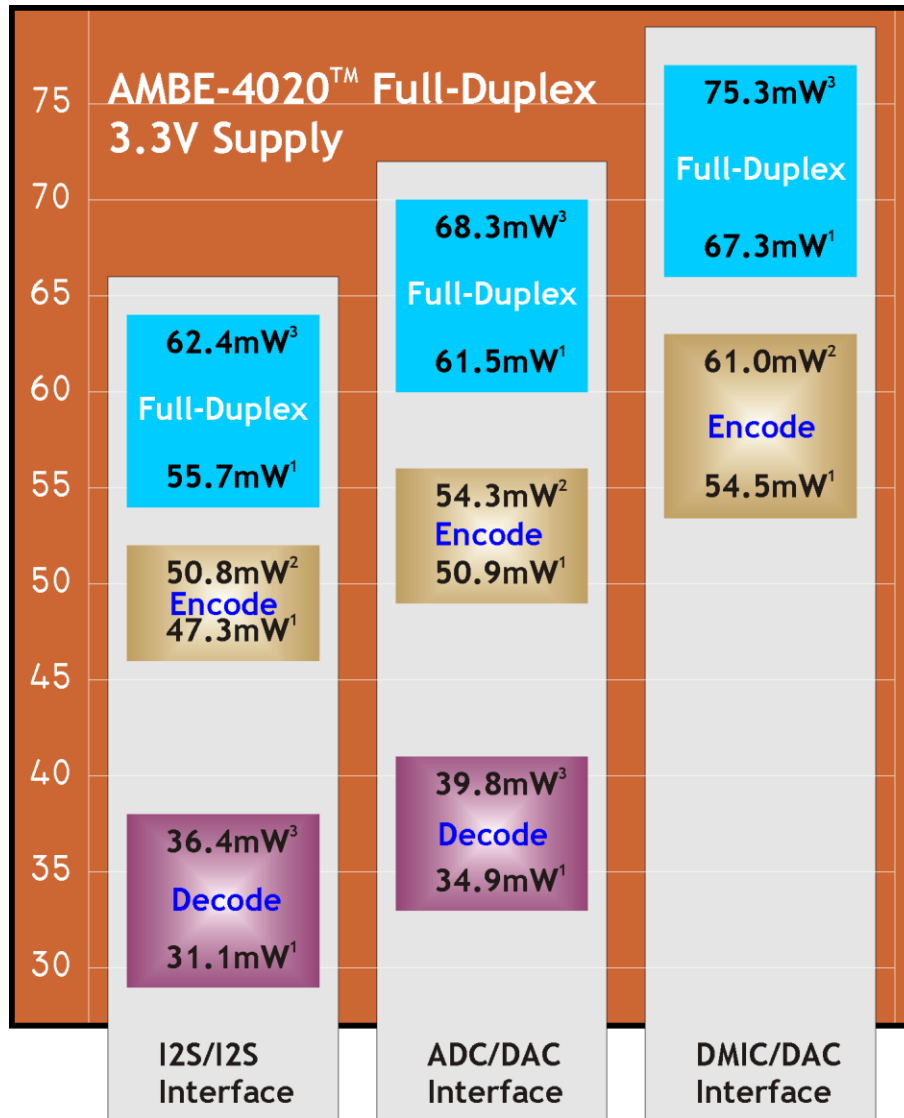 AMBE-4020™ Full-Duplex
3.3V Supply
75
70
65
60
55
50
45
40
35
30
62.4mW³
Full-Duplex
55.7mW¹
50.8mW²
Encode
47.3mW¹
36.4mW³
Decode
31.1mW¹
I2S/I2S
Interface
68.3mW³
Full-Duplex
61.5mW¹
54.3mW²
Encode
50.9mW¹
39.8mW³
Decode
34.9mW¹
ADC/DAC
Interface
75.3mW³
Full-Duplex
67.3mW¹
61.0mW²
Encode
54.5mW¹
DMIC/DAC
Interface